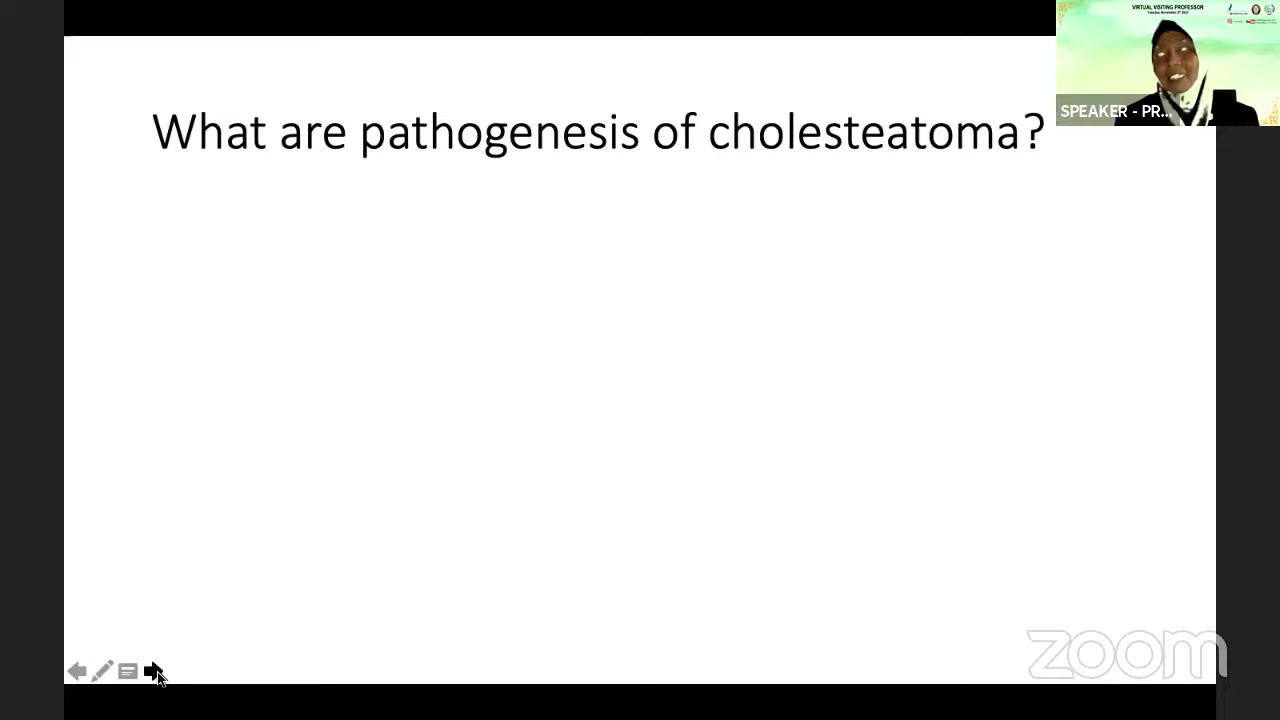 What are pathogenesis of cholesteatoma?
VIRTUAL VISITING PROFESSOR
SPEAKER - PR...
zoom